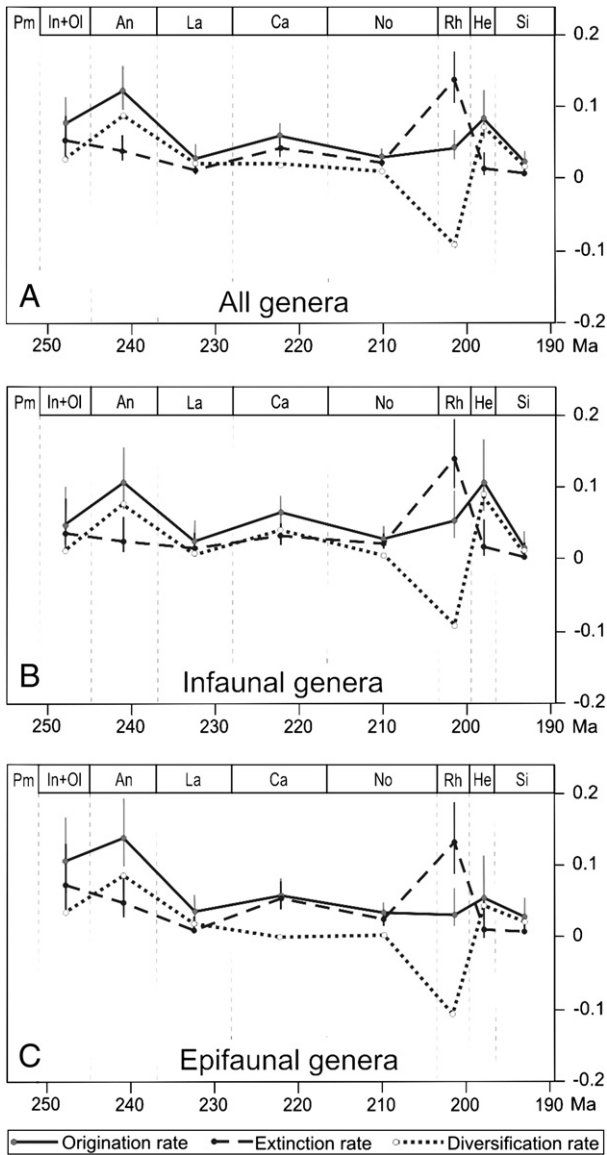 Pm In+Ol An La Ca No Rh He Si
0.2
0.1
0
-0.1
-0.2
A All genera
250 240 230 220 210 200 190 Ma
Pm In+Ol An La Ca No Rh He Si
0.2
0.1
0
-0.1
-0.2
B Infaunal genera
250 240 230 220 210 200 190 Ma
Pm In+Ol An La Ca No Rh He Si
0.2
0.1
0
-0.1
-0.2
C Epifaunal genera
250 240 230 220 210 200 190 Ma
Origination rate Extinction rate Diversification rate